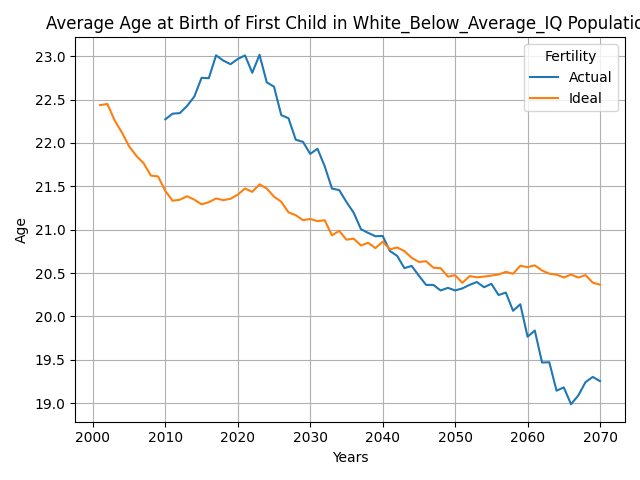 Average Age at Birth of First Child in White_Below_Average_IQ Populatio
Fertility
Actual
Ideal
23.0
22.5
22.0
21.5
21.0
20.5
20.0
19.5
19.0
Age
2000 2010 2020 2030 2040 2050 2060 2070
Years